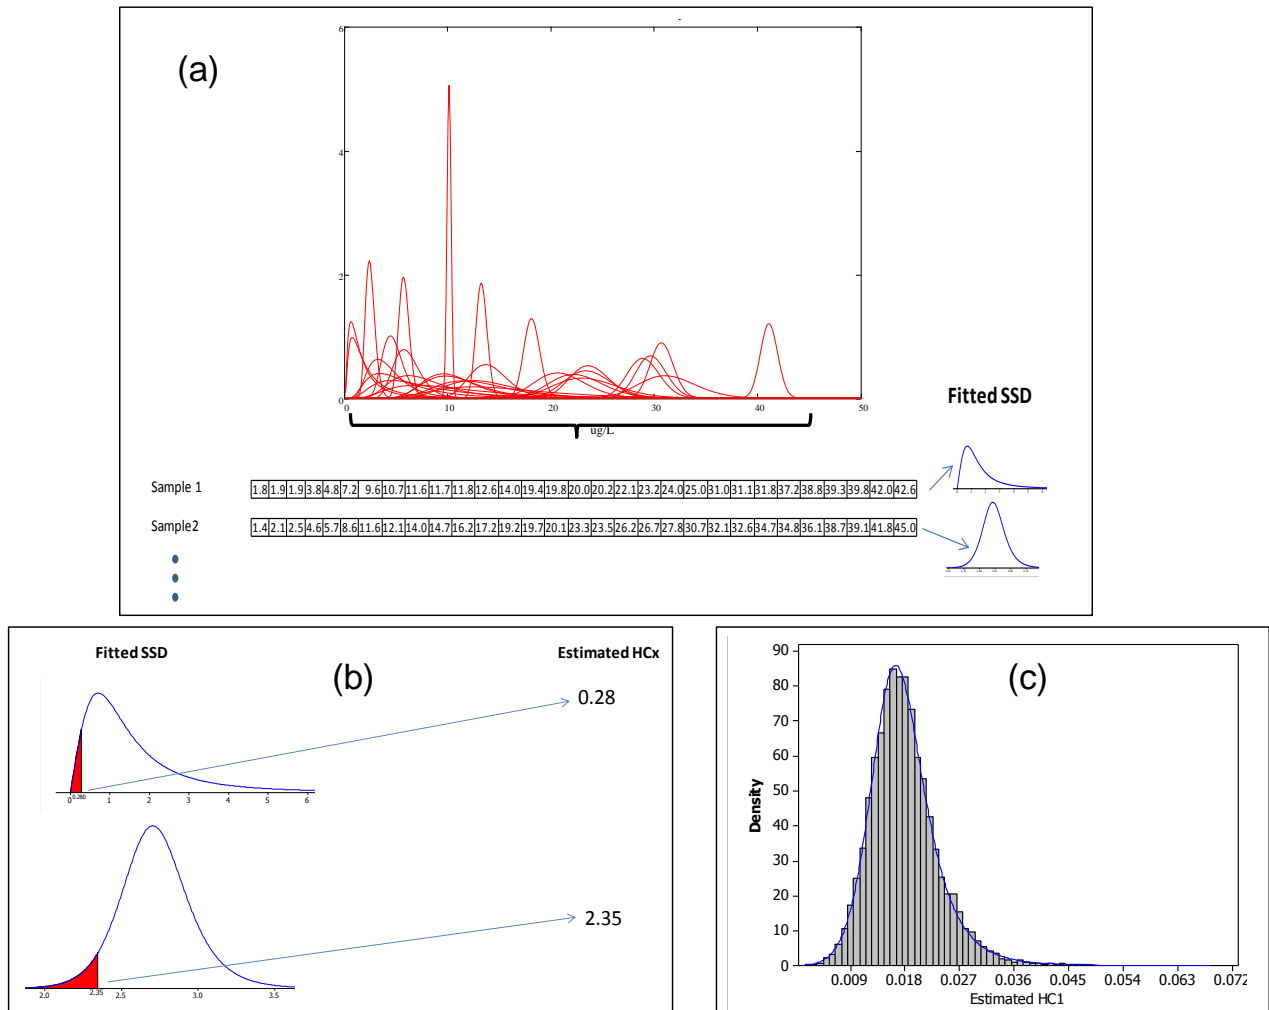 (a)
6
4
2
0
0 10 20 30 40 50
ug/L
Fitted SSD
Sample 1 1.8 1.9 1.9 3.8 4.8 7.2 9.6 10.7 11.6 11.7 11.8 12.6 14.0 19.4 19.8 20.0 20.2 22.1 23.2 24.0 25.0 31.0 31.1 31.8 37.2 38.8 39.3 39.8 42.0 42.6
Sample2 1.4 2.1 2.5 4.6 5.7 8.6 11.6 12.1 14.0 14.7 16.2 17.2 19.2 19.7 20.1 23.3 23.5 26.2 26.7 27.8 30.7 32.1 32.6 34.7 34.8 36.1 38.7 39.1 41.8 45.0
Fitted SSD
(b)
Estimated HCx
0.28
0 0.280 1 2 3 4 5 6
2.35
2.0 2.35 2.5 3.0 3.5
(c)
90
80
70
60
50
40
30
20
10
0
Density
0.009 0.018 0.027 0.036 0.045 0.054 0.063 0.072
Estimated HC1